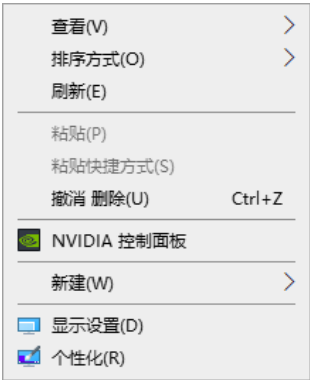 查看(V)
排序方式(O)
刷新(E)
粘贴(P)
粘贴快捷方式(S)
撤消 删除(U) Ctrl+Z
NVIDIA 控制面板
新建(W)
显示设置(D)
个性化(R)